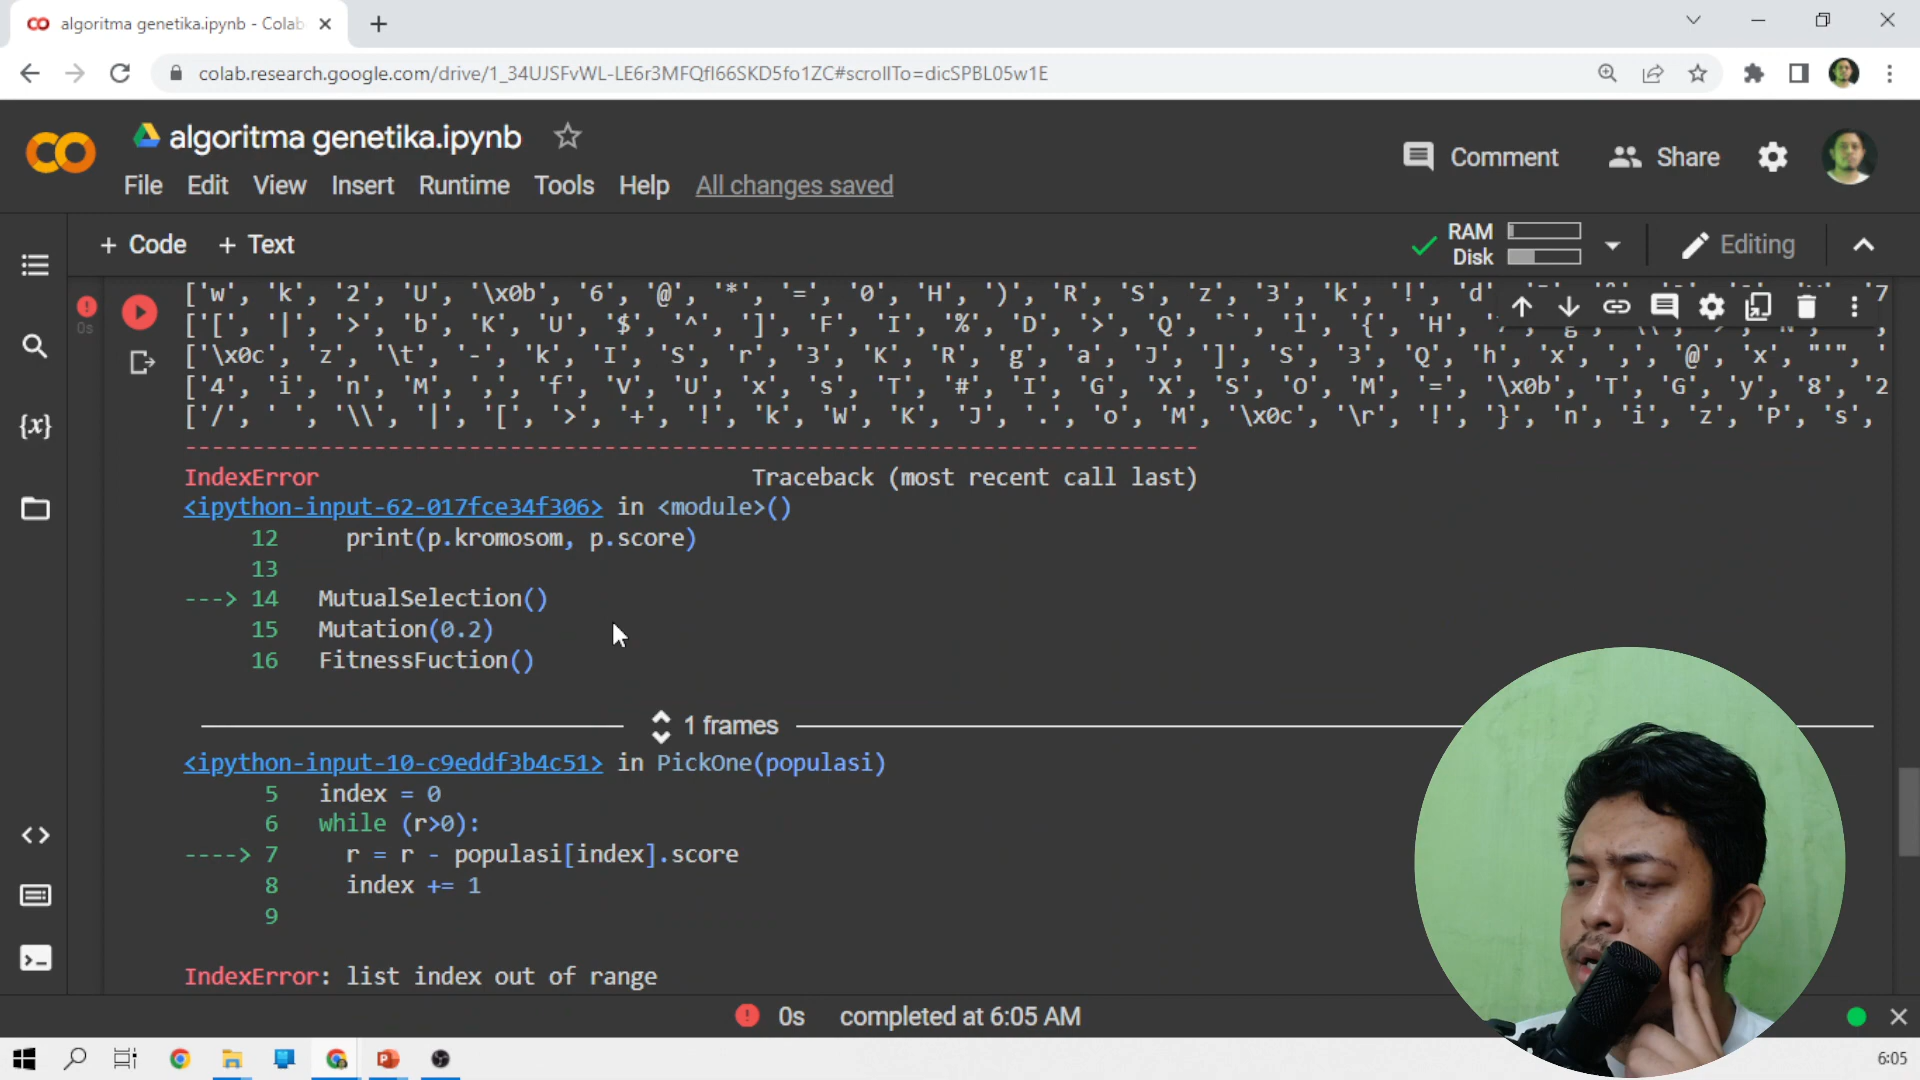 algoritma genetika.ipynb - Colab
colab.research.google.com/drive/1_34UJSFvWL-LE6r3MFQfI66SKD5fo1ZC#scrollTo=dicSPBL05w1E
algoritma genetika.ipynb
Comment
Share
File Edit View Insert Runtime Tools Help All changes saved
+ Code + Text
RAM
Disk
Editing
0s
['w', 'k', '2', 'U', '\x0b', '6', '@', '*', '=', '0', 'H', ')', 'R', 'S', 'z', '3', 'k', '!', 'd'
['[', '|', '>', 'b', 'K', 'U', '$', '^', ']', 'F', 'I', '%', 'D', '>', 'Q', '`', 'l', '{', 'H',
['\x0c', 'z', '\t', '-', 'k', 'I', 'S', 'r', '3', 'K', 'R', 'g', 'a', 'J', ']', 'S', '3', 'Q', 'h', 'x', ',', '@', 'x', "'", '
['4', 'i', 'n', 'M', ',', 'f', 'V', 'U', 'x', 's', 'T', '#', 'I', 'G', 'X', 'S', 'O', 'M', '=', '\x0b', 'T', 'G', 'y', '8', '2
['/', ' ', '\\', '|', '[', '>', '+', '!', 'k', 'W', 'K', 'J', '.', 'o', 'M', '\x0c', '\r', '!', '}', 'n', 'i', 'z', 'P', 's',
---------------------------------------------------------------------------
IndexError Traceback (most recent call last)
<ipython-input-62-017fce34f306> in <module>()
12 print(p.kromosom, p.score)
13
---> 14 MutualSelection()
15 Mutation(0.2)
16 FitnessFuction()
1 frames
<ipython-input-10-c9eddf3b4c51> in PickOne(populasi)
5 index = 0
6 while (r>0):
----> 7 r = r - populasi[index].score
8 index += 1
9
IndexError: list index out of range
0s completed at 6:05 AM
6:05